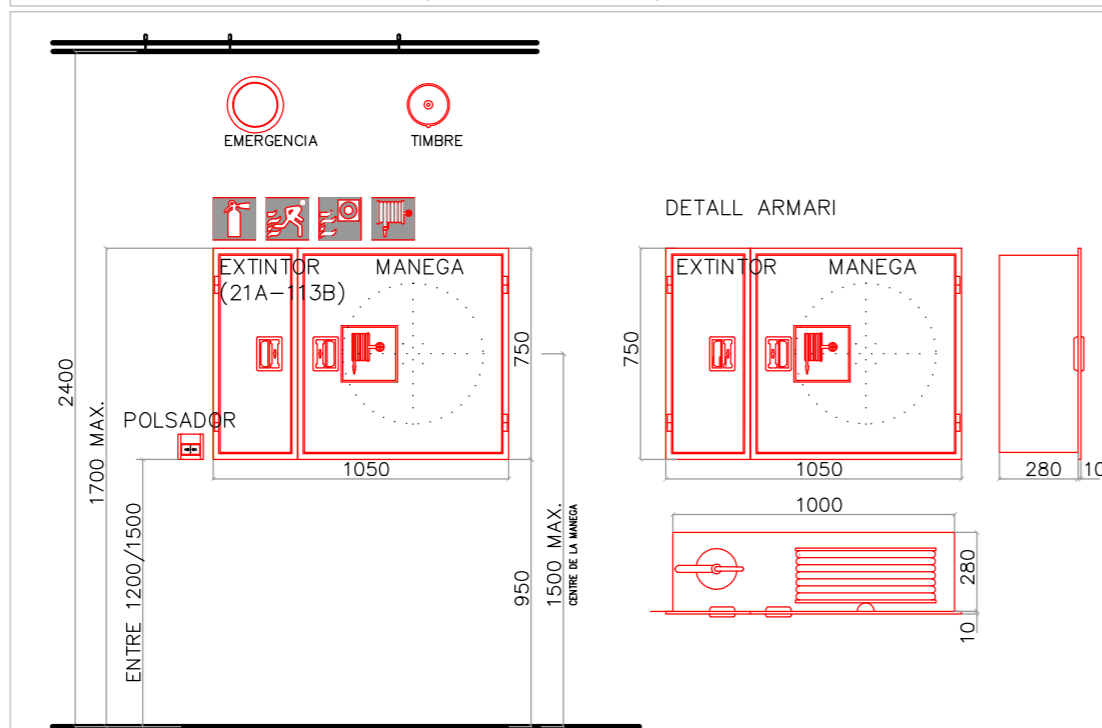 EMERGENCIA
TIMBRE
EXTINTOR
(21A-113B)
MANEGA
750
2400
1700 MAX.
POLSADOR
1050
ENTRE 1200/1500
950
1500 MAX.
CENTRE DE LA MANEGA
DETALL ARMARI
EXTINTOR
MANEGA
750
1050
280
10
1000
280
10